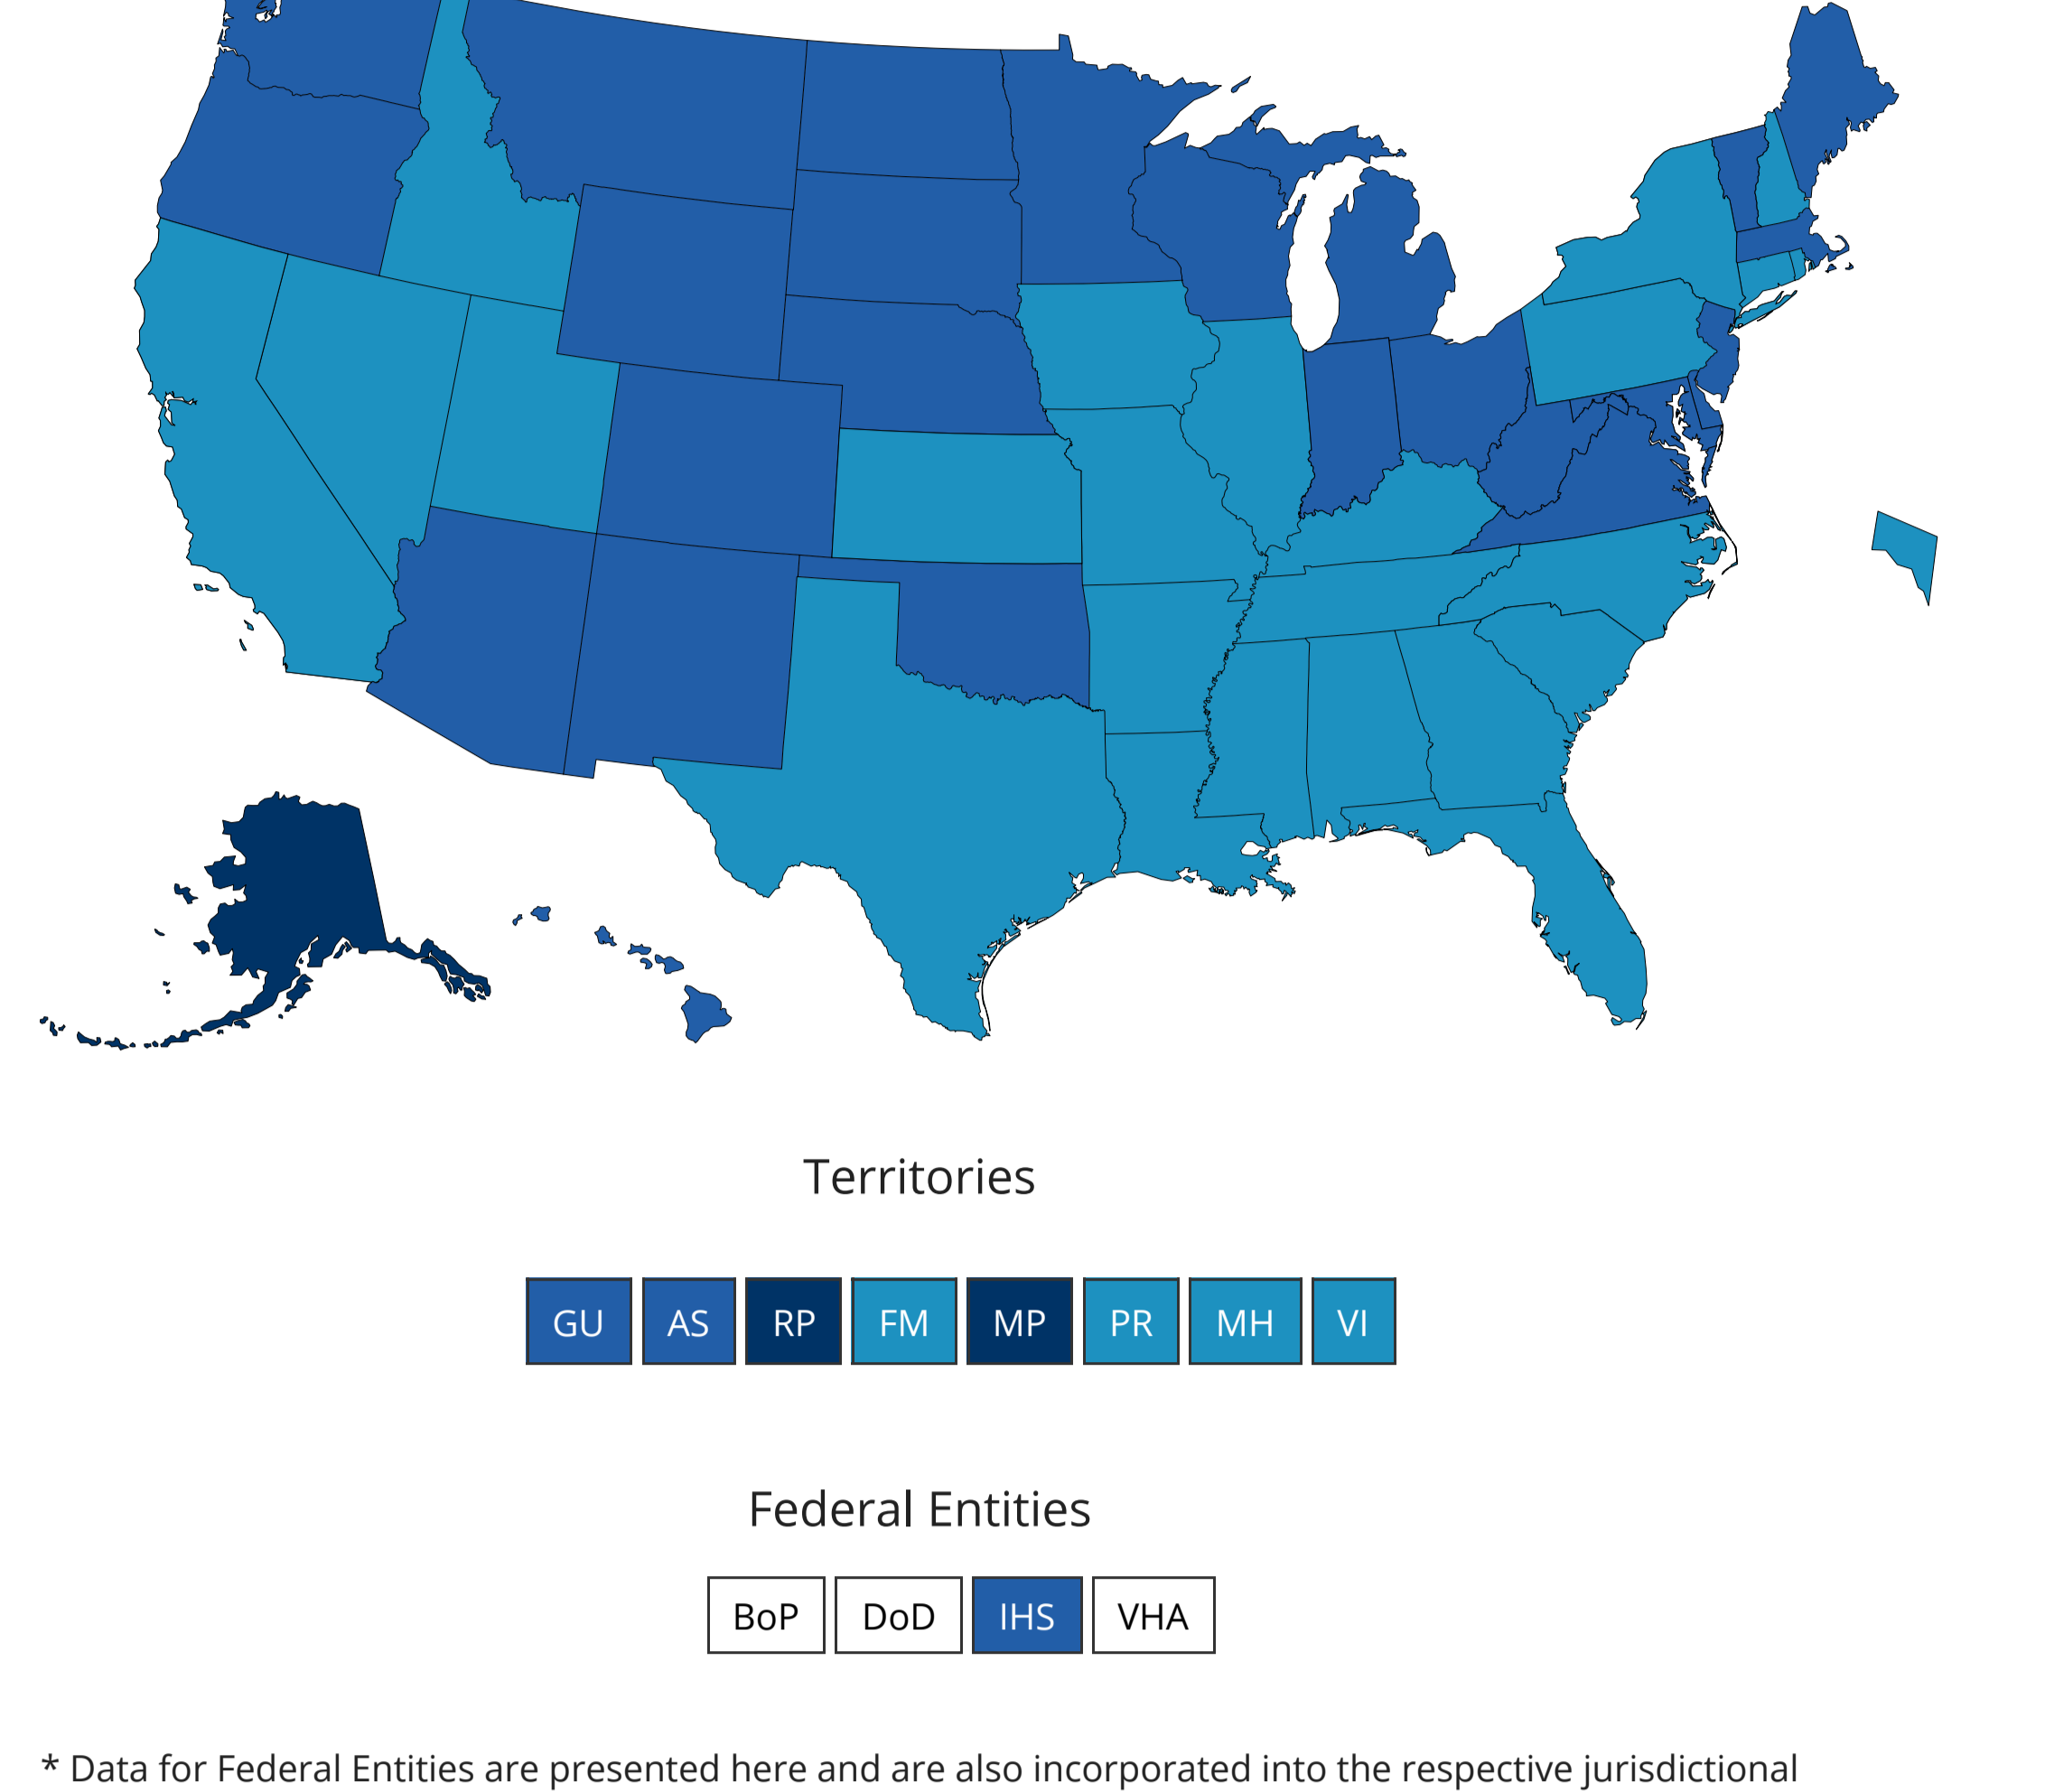 Territories
GU AS RP FM MP PR MH VI
Federal Entities
BoP DoD IHS VHA
* Data for Federal Entities are presented here and are also incorporated into the respective jurisdictional